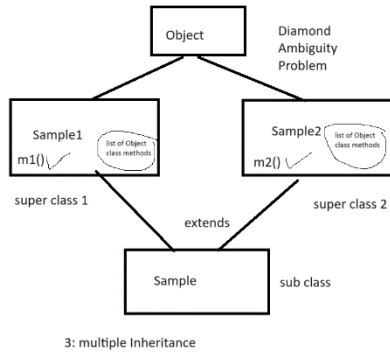 Object
Diamond
Ambiguity
Problem
Sample1
list of Object
class methods
m1()
Sample2
list of Object
class methods
m2()
super class 1
super class 2
extends
Sample
sub class
3: multiple Inheritance